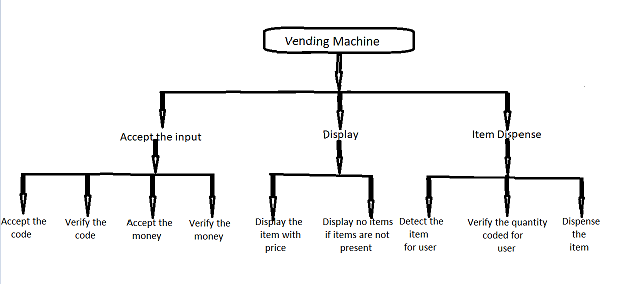 Vending Machine
Accept the input
Display
Item Dispense
Accept the
code
Verify the
code
Accept the
money
Verify the
money
Display the
item with
price
Display no items
if items are not
present
Detect the
item
for user
Verify the quantity
coded for
user
Dispense
the
item